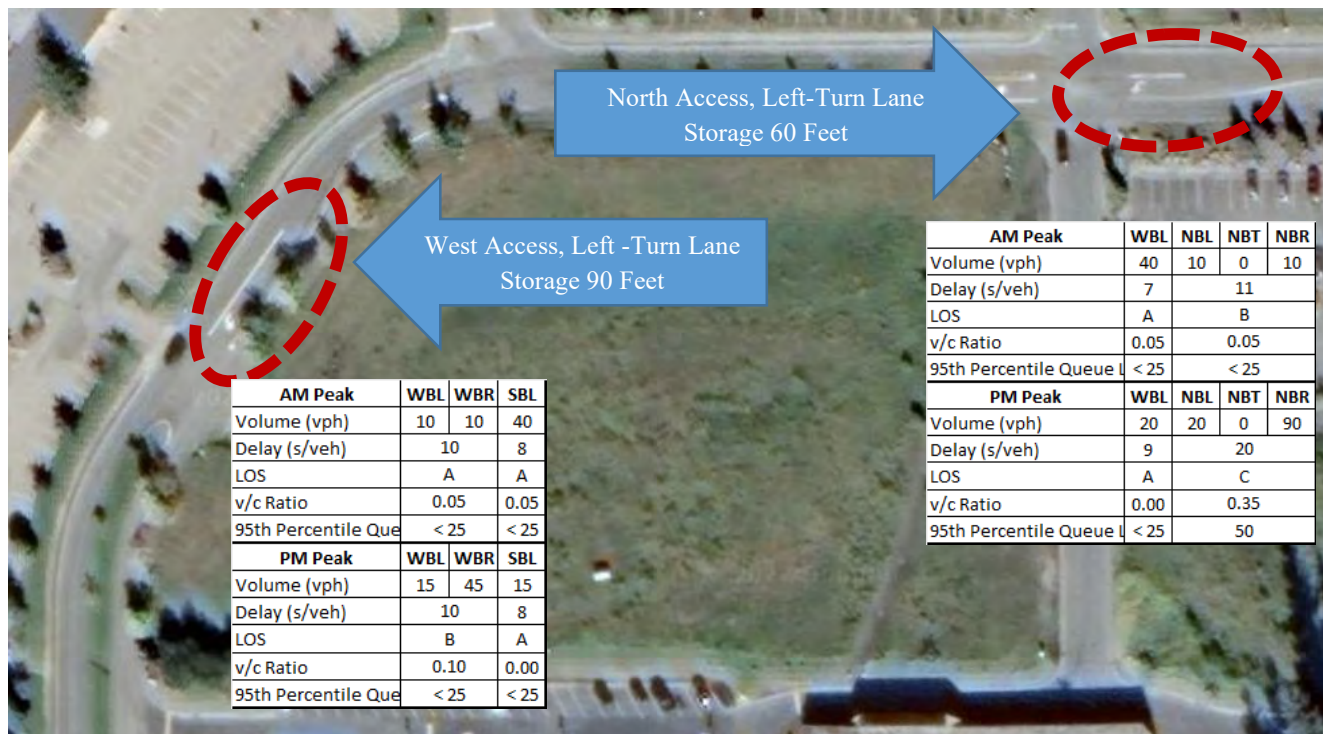 North Access, Left-Turn Lane
Storage 60 Feet
West Access, Left -Turn Lane
Storage 90 Feet
AM Peak WBL NBL NBT NBR
Volume (vph) 40 10 0 10
Delay (s/veh) 7 11
LOS A B
v/c Ratio 0.05 0.05
95th Percentile Queue L < 25 < 25
PM Peak WBL NBL NBT NBR
Volume (vph) 20 20 0 90
Delay (s/veh) 9 20
LOS A C
v/c Ratio 0.00 0.35
95th Percentile Queue L < 25 50
AM Peak WBL WBR SBL
Volume (vph) 10 10 40
Delay (s/veh) 10 8
LOS A A
v/c Ratio 0.05 0.05
95th Percentile Que < 25 < 25
PM Peak WBL WBR SBL
Volume (vph) 15 45 15
Delay (s/veh) 10 8
LOS B A
v/c Ratio 0.10 0.00
95th Percentile Que < 25 < 25